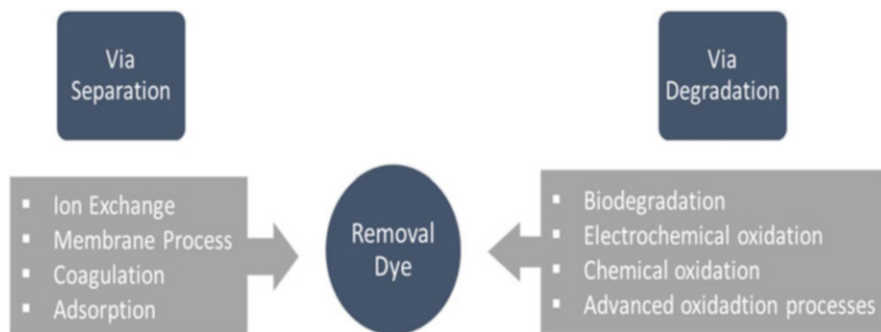 Via
Separation
Via
Degradation
▪ Ion Exchange
▪ Membrane Process
▪ Coagulation
▪ Adsorption
Removal
Dye
▪ Biodegradation
▪ Electrochemical oxidation
▪ Chemical oxidation
▪ Advanced oxidadtion processes